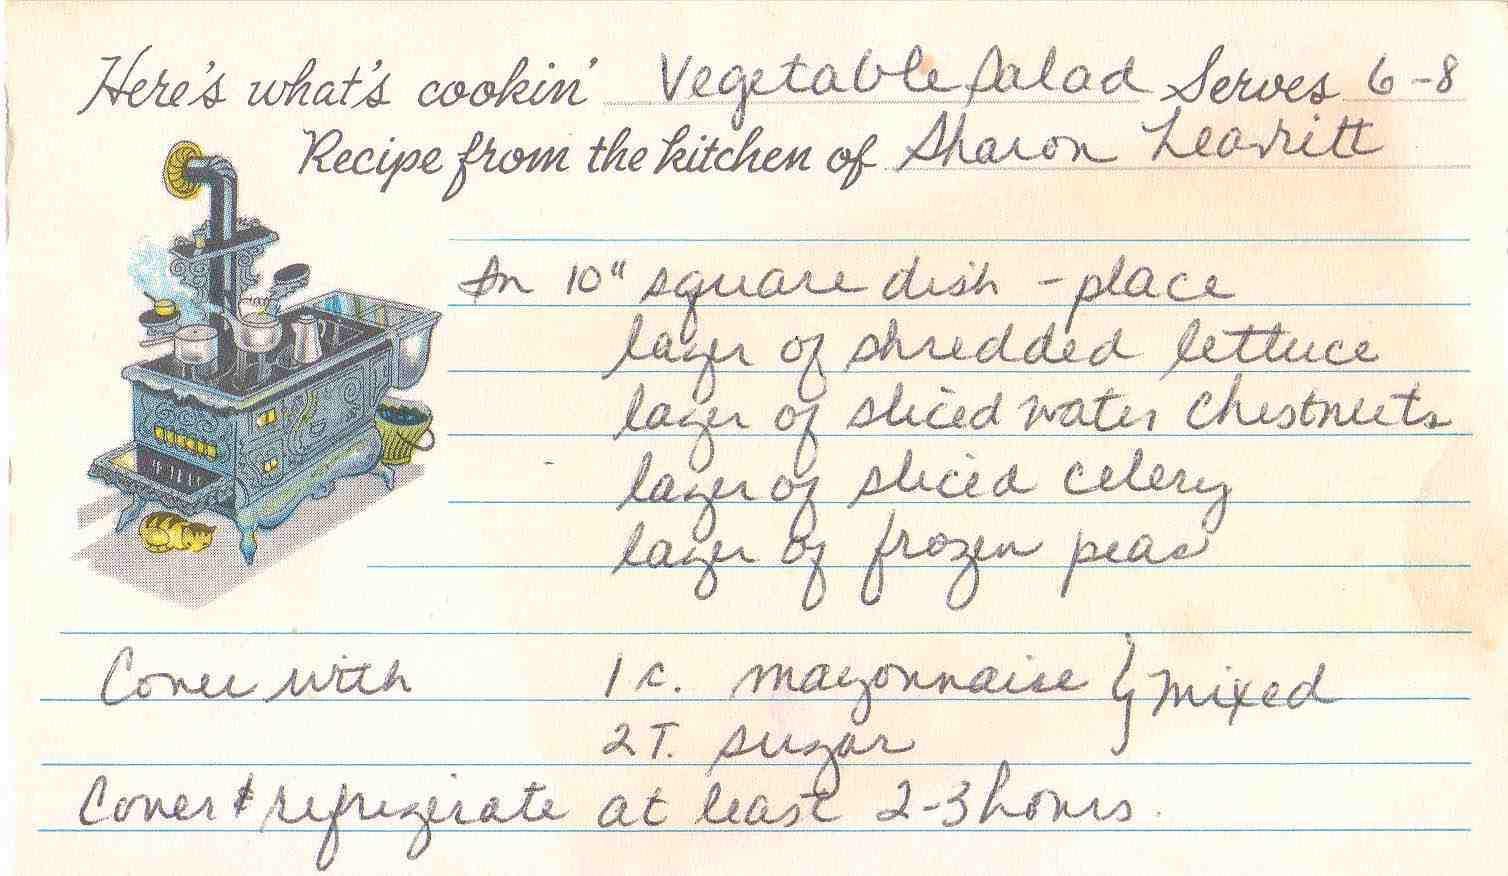 Here's what's cookin' Vegetable Salad Serves 6-8
Recipe from the kitchen of Sharon Leavitt
In 10" square dish - place
layer of shredded lettuce
layer of sliced water chestnuts
layer of sliced celery
layer of frozen peas
Cover with 1 c. mayonnaise } mixed
2 T. sugar
Cover & refrigerate at least 2-3 hours.